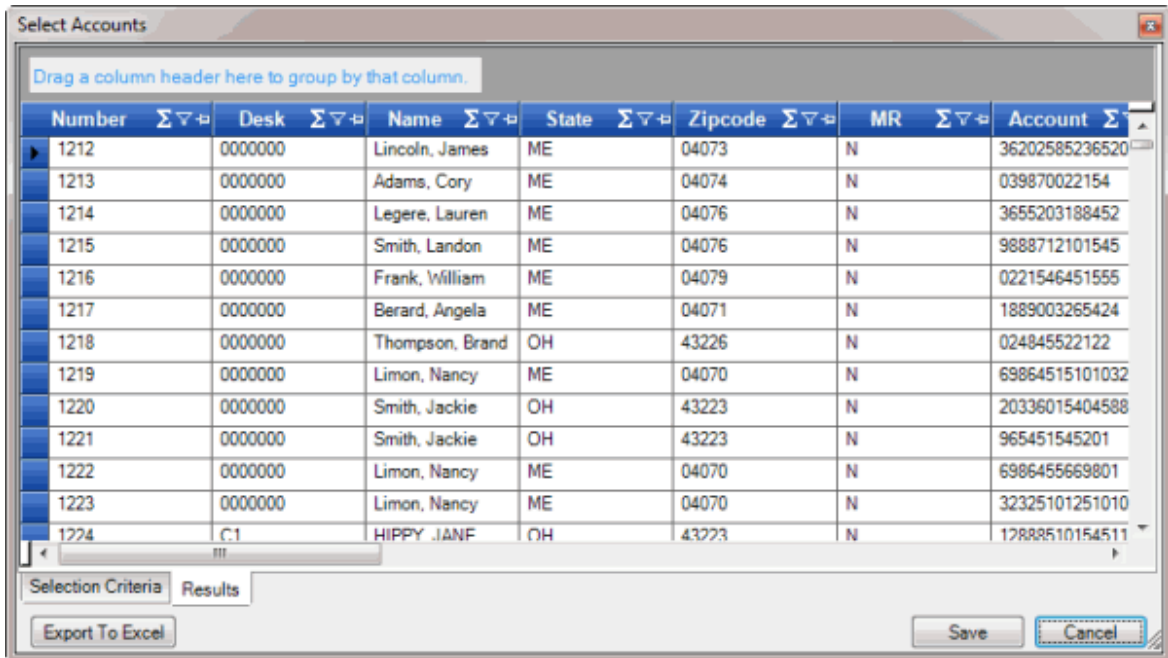 Select Accounts
Drag a column header here to group by that column.
Number Σ Desk Σ Name Σ State Σ Zipcode Σ MR Σ Account Σ
1212 0000000 Lincoln, James ME 04073 N 36202585236520
1213 0000000 Adams, Cory ME 04074 N 039870022154
1214 0000000 Legere, Lauren ME 04076 N 3655203188452
1215 0000000 Smith, Landon ME 04076 N 9888712101545
1216 0000000 Frank, William ME 04079 N 0221546451555
1217 0000000 Berard, Angela ME 04071 N 1889003265424
1218 0000000 Thompson, Brand OH 43226 N 024845522122
1219 0000000 Limon, Nancy ME 04070 N 69864515101032
1220 0000000 Smith, Jackie OH 43223 N 20336015404588
1221 0000000 Smith, Jackie OH 43223 N 965451545201
1222 0000000 Limon, Nancy ME 04070 N 6986455669801
1223 0000000 Limon, Nancy ME 04070 N 32325101251010
1224 C1 HIPPY, JANE OH 43223 N 12888510154511
Selection Criteria Results
Export To Excel Save Cancel